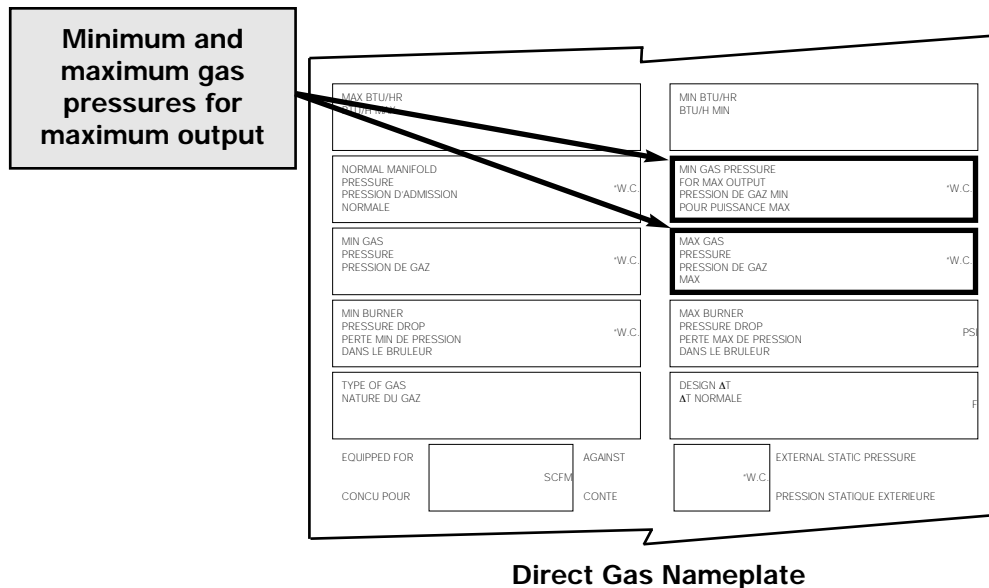 Minimum and
maximum gas
pressures for
maximum output
MAX BTU/HR
BTU/H MAX
MIN BTU/HR
BTU/H MIN
NORMAL MANIFOLD
PRESSURE
PRESSION D'ADMISSION
NORMALE
"W.C.
MIN GAS PRESSURE
FOR MAX OUTPUT
PRESSION DE GAZ MIN
POUR PUISSANCE MAX
"W.C.
MIN GAS
PRESSURE
PRESSION DE GAZ
"W.C.
MAX GAS
PRESSURE
PRESSION DE GAZ
MAX
"W.C.
MIN BURNER
PRESSURE DROP
PERTE MIN DE PRESSION
DANS LE BRULEUR
"W.C.
MAX BURNER
PRESSURE DROP
PERTE MAX DE PRESSION
DANS LE BRULEUR
PSI
TYPE OF GAS
NATURE DU GAZ
DESIGN ΔT
ΔT NORMALE
F
EQUIPPED FOR
SCFM
AGAINST
"W.C.
EXTERNAL STATIC PRESSURE
CONCU POUR
CONTE
PRESSION STATIQUE EXTERIEURE
Direct Gas Nameplate